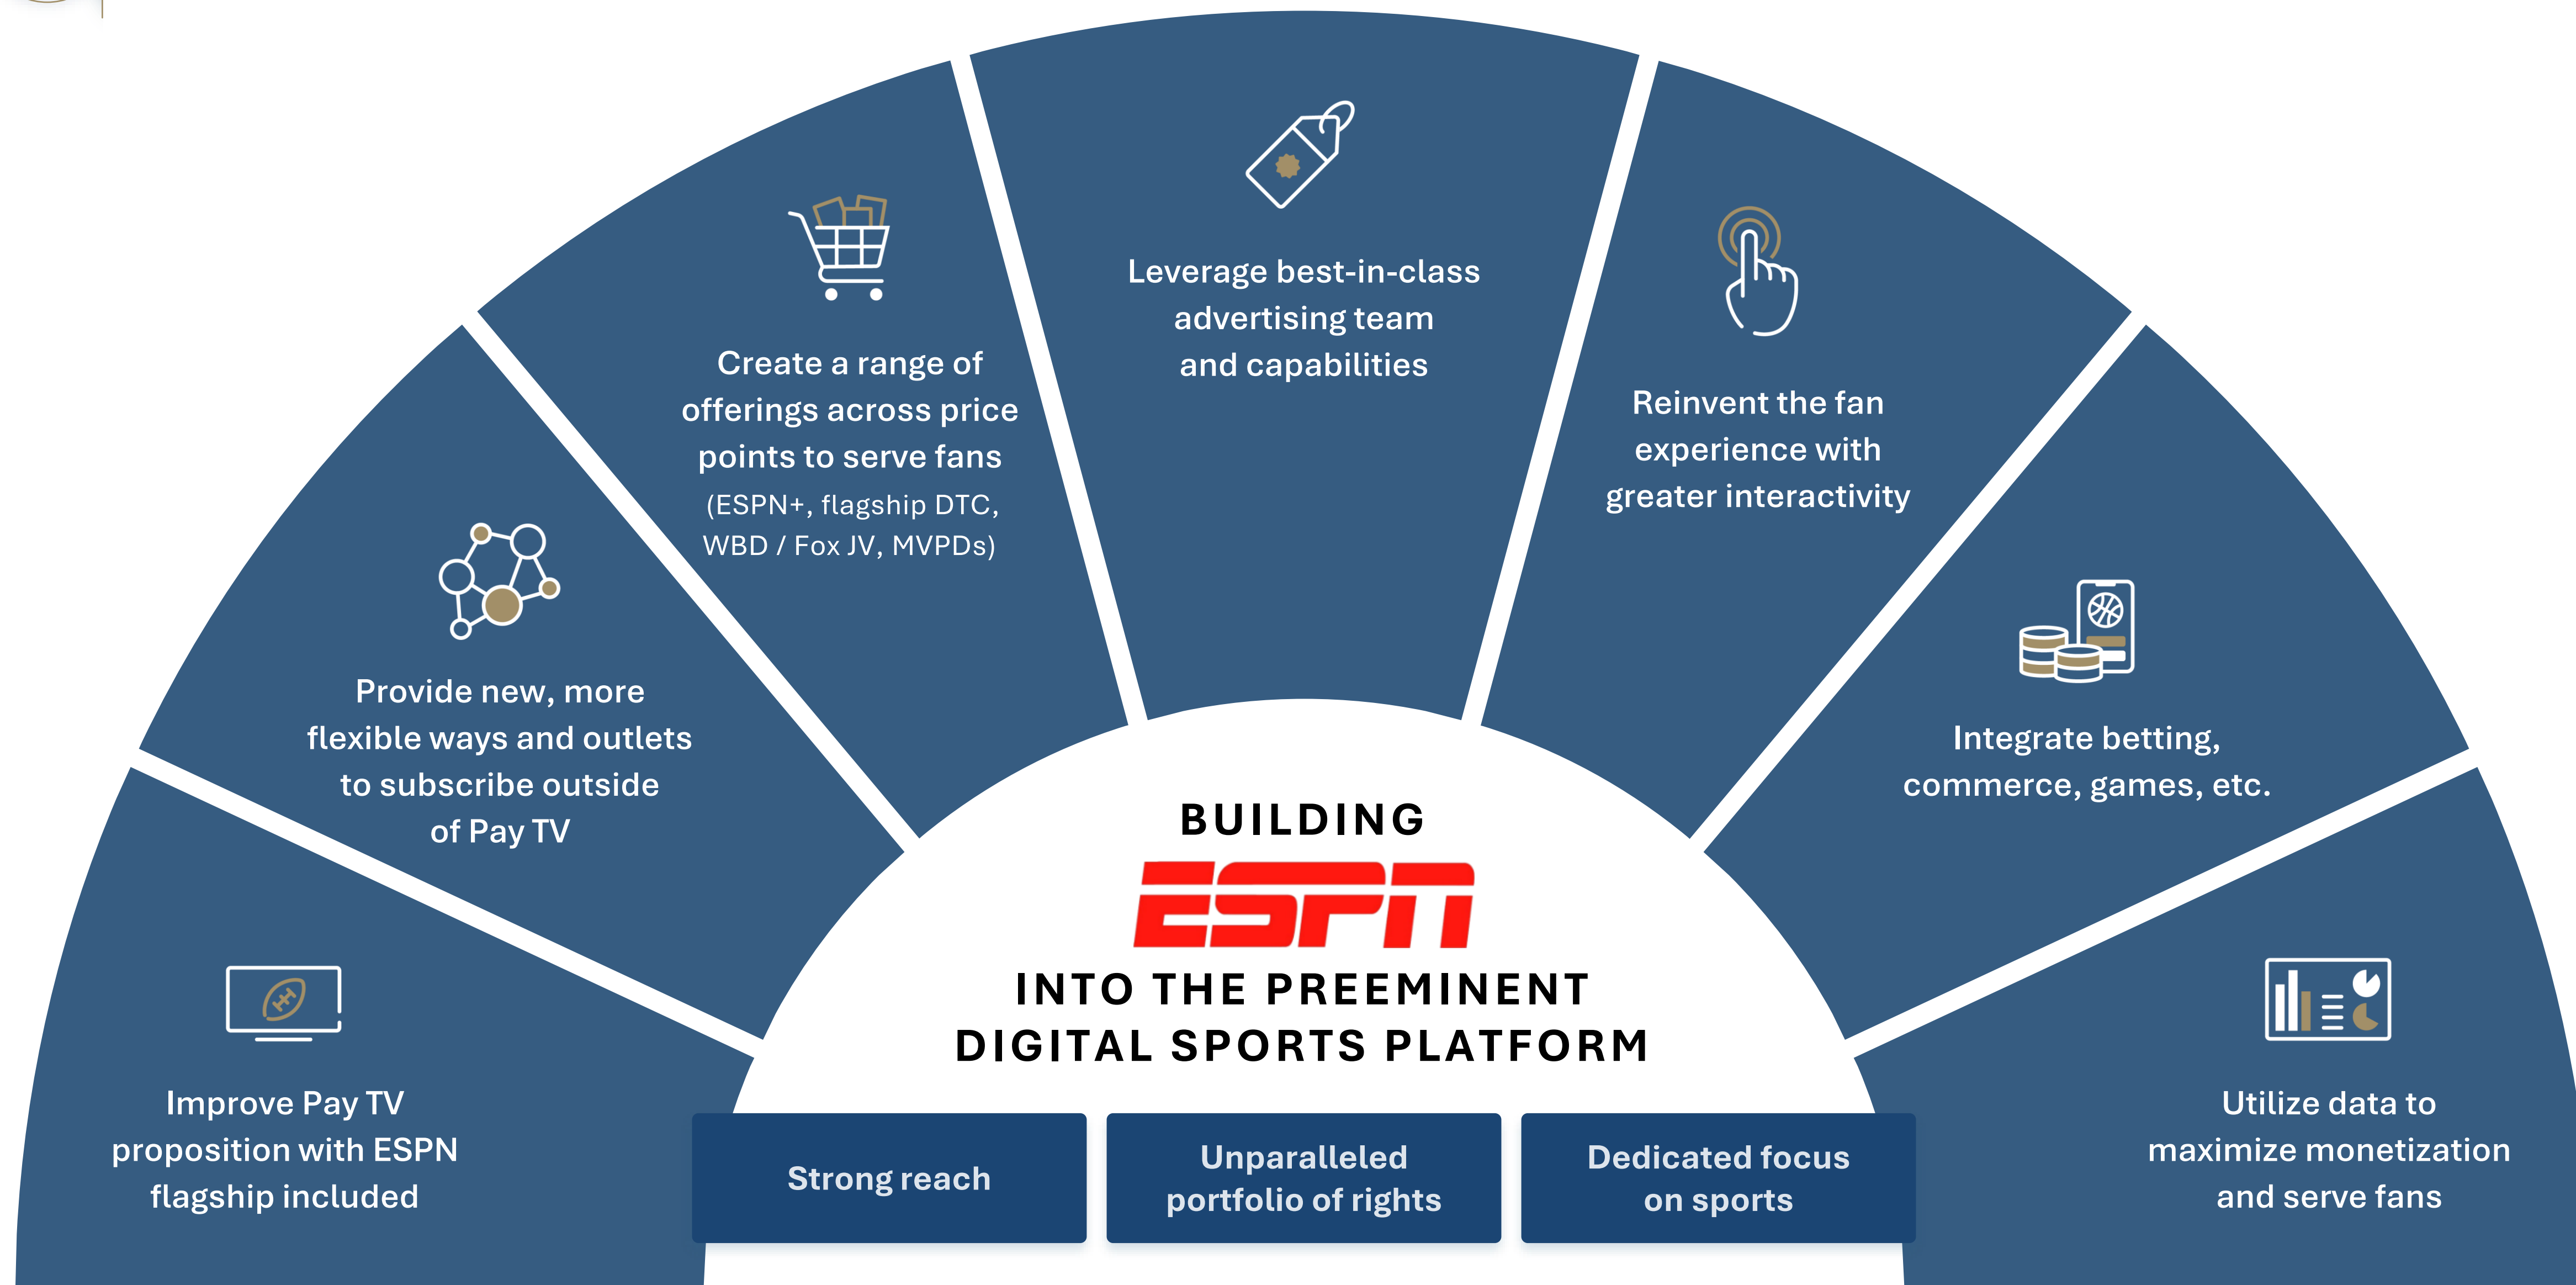 Improve Pay TV
proposition with ESPN
flagship included
Provide new, more
flexible ways and outlets
to subscribe outside
of Pay TV
Create a range of
offerings across price
points to serve fans
(ESPN+, flagship DTC,
WBD / Fox JV, MVPDs)
Leverage best-in-class
advertising team
and capabilities
Reinvent the fan
experience with
greater interactivity
Integrate betting,
commerce, games, etc.
Utilize data to
maximize monetization
and serve fans
BUILDING
ESPN
INTO THE PREEMINENT
DIGITAL SPORTS PLATFORM
Strong reach
Unparalleled
portfolio of rights
Dedicated focus
on sports